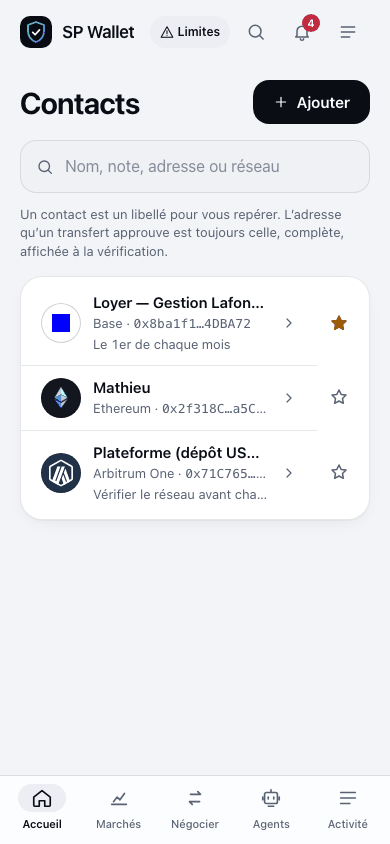 SP Wallet
Limites
4
Contacts
Ajouter
Nom, note, adresse ou réseau
Un contact est un libellé pour vous repérer. L’adresse
qu’un transfert approuve est toujours celle, complète,
affichée à la vérification.
Loyer — Gestion Lafon…
Base · 0x8ba1f1…4DBA72
Le 1er de chaque mois
Mathieu
Ethereum · 0x2f318C…a5C…
Plateforme (dépôt US…
Arbitrum One · 0x71C765…...
Vérifier le réseau avant cha…
Accueil
Marchés
Négocier
Agents
Activité